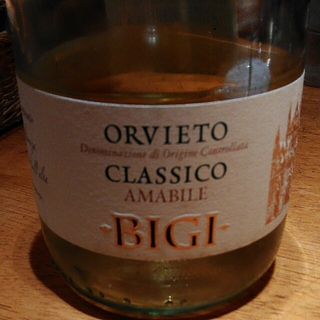 ORVIETO
Denominazione di Origine Controllata
CLASSICO
AMABILE
·BIGI·